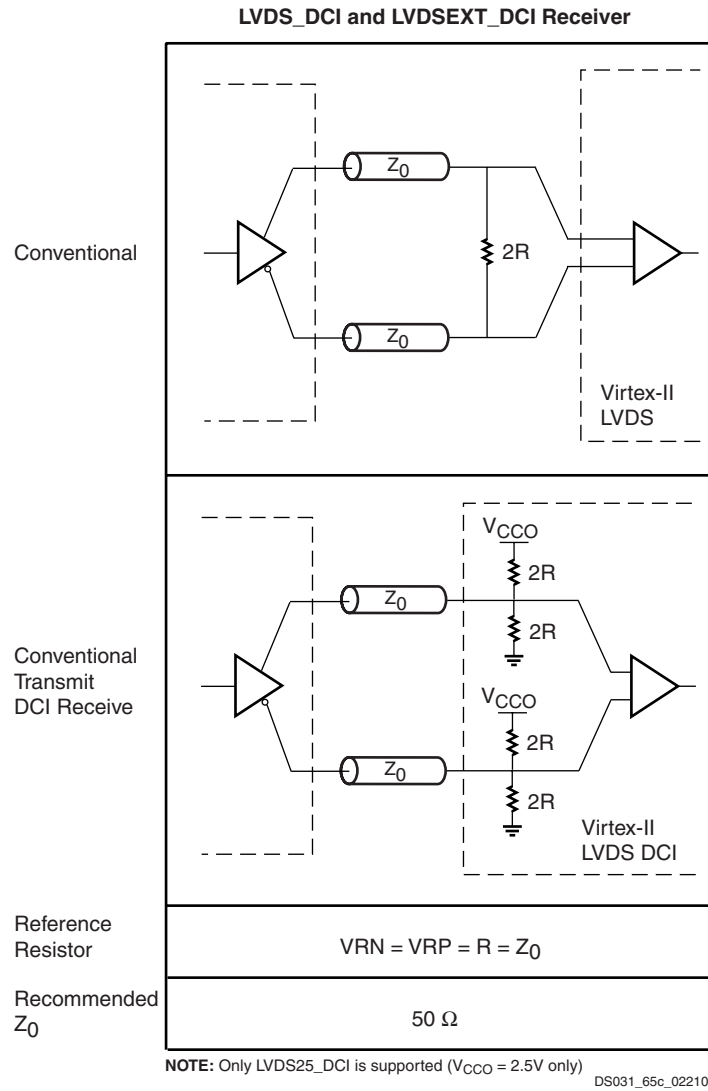 LVDS_DCI and LVDSEXT_DCI Receiver
Conventional
Z0
2R
Z0
Virtex-II
LVDS
Conventional
Transmit
DCI Receive
VCCO
2R
Z0
2R
VCCO
2R
Z0
2R
Virtex-II
LVDS DCI
Reference
Resistor
VRN = VRP = R = Z0
Recommended
Z0
50 Ω
NOTE: Only LVDS25_DCI is supported (VCCO = 2.5V only)
DS031_65c_02210